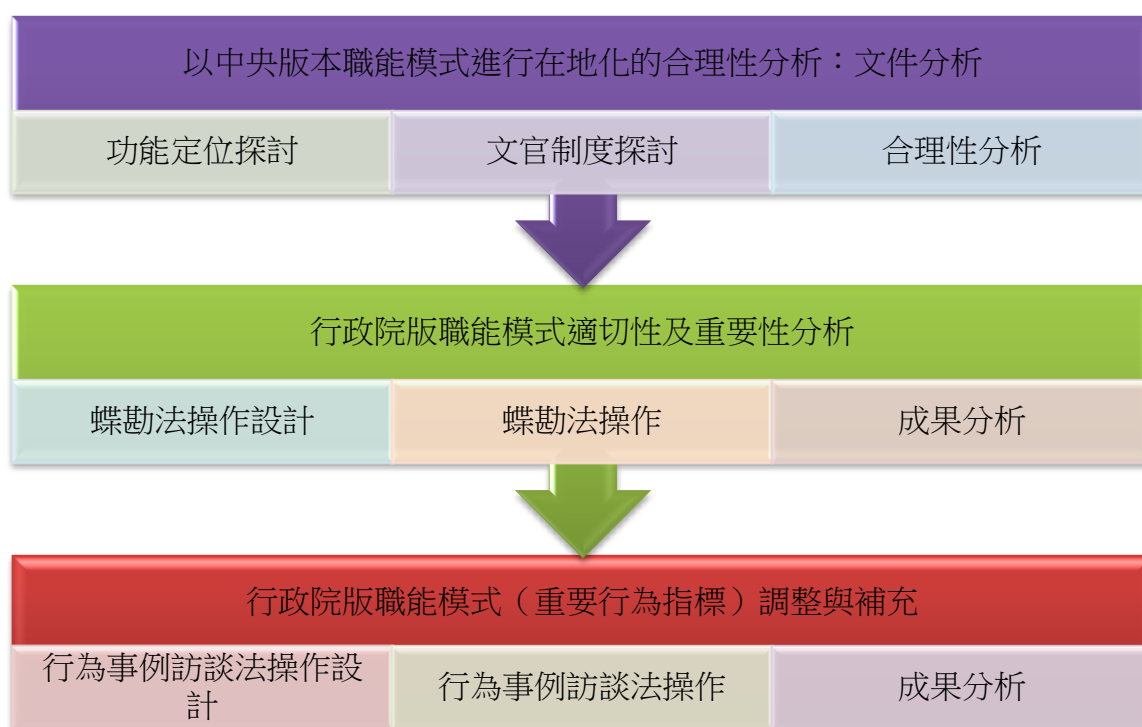 以中央版本職能模式進行在地化的合理性分析：文件分析
功能定位探討
文官制度探討
合理性分析
行政院版職能模式適切性及重要性分析
蝶勘法操作設計
蝶勘法操作
成果分析
行政院版職能模式（重要行為指標）調整與補充
行為事例訪談法操作設
計
行為事例訪談法操作
成果分析